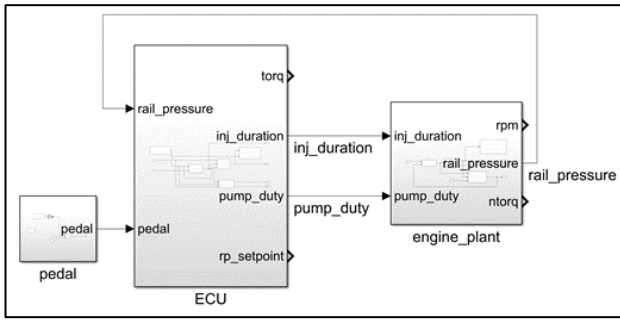 torq
rail_pressure
inj_duration
pump_duty
pedal
rp_setpoint
ECU
pedal
pedal
inj_duration
pump_duty
inj_duration
pump_duty
rpm
rail_pressure
ntorq
engine_plant
rail_pressure